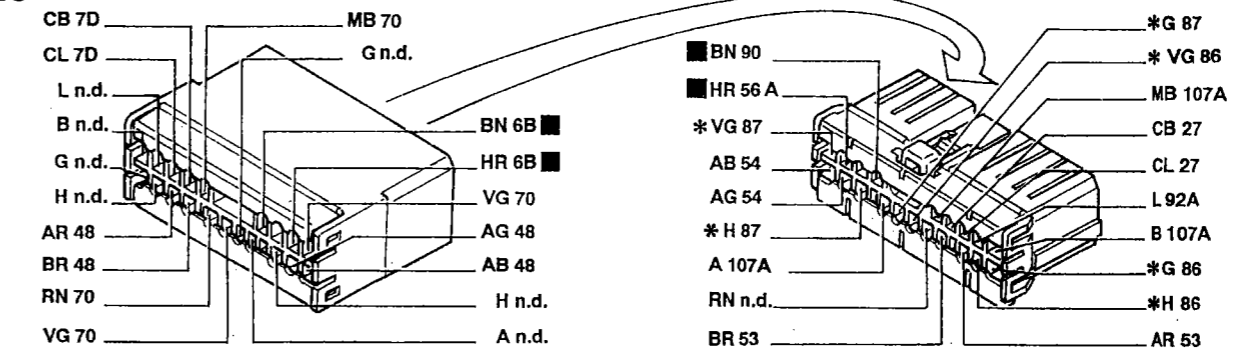 CB 7D
CL 7D
L n.d.
B n.d.
G n.d.
H n.d.
AR 48
BR 48
RN 70
VG 70
MB 70
G n.d.
BN 6B
HR 6B
VG 70
AG 48
AB 48
H n.d.
A n.d.
BN 90
HR 56 A
*VG 87
AB 54
AG 54
*H 87
A 107A
RN n.d.
BR 53
*G 87
*VG 86
MB 107A
CB 27
CL 27
L 92A
B 107A
*G 86
*H 86
AR 53